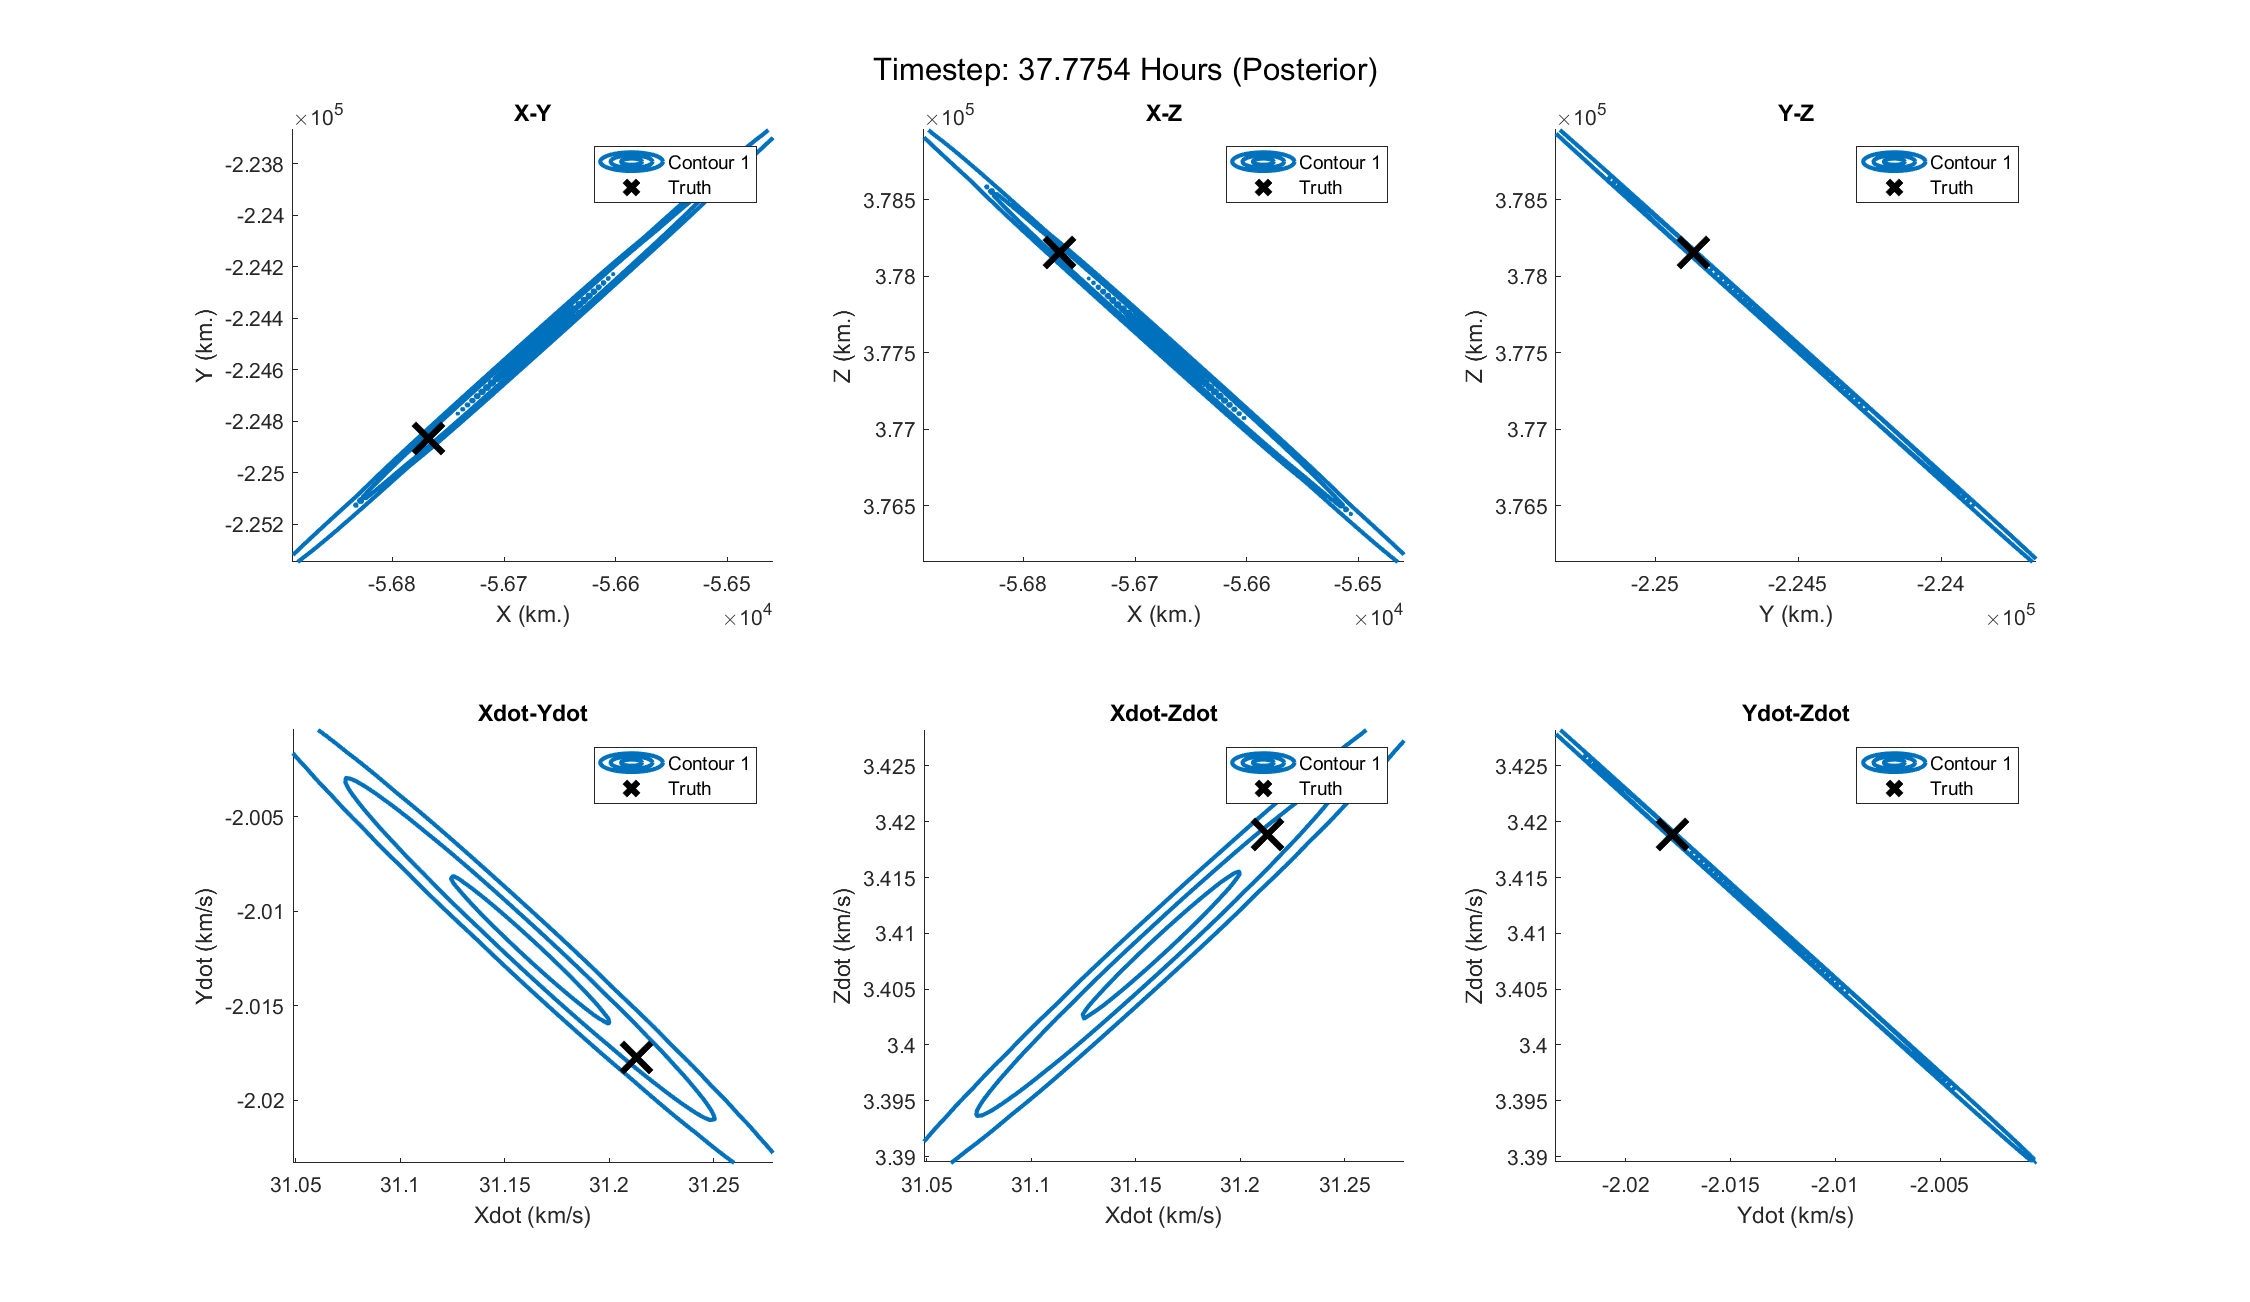 Timestep: 37.7754 Hours (Posterior)
X-Y
×10^5
-2.238
-2.24
-2.242
-2.244
-2.246
-2.248
-2.25
-2.252
Y (km.)
Contour 1
Truth
-5.68
-5.67
-5.66
-5.65
X (km.)
×10^4
X-Z
×10^5
3.785
3.78
3.775
3.77
3.765
Z (km.)
Contour 1
Truth
-5.68
-5.67
-5.66
-5.65
X (km.)
×10^4
Y-Z
×10^5
3.785
3.78
3.775
3.77
3.765
Z (km.)
Contour 1
Truth
-2.25
-2.245
-2.24
Y (km.)
×10^5
Xdot-Ydot
-2.005
-2.01
-2.015
-2.02
Ydot (km/s)
Contour 1
Truth
31.05
31.1
31.15
31.2
31.25
Xdot (km/s)
Xdot-Zdot
3.425
3.42
3.415
3.41
3.405
3.4
3.395
3.39
Zdot (km/s)
Contour 1
Truth
31.05
31.1
31.15
31.2
31.25
Xdot (km/s)
Ydot-Zdot
3.425
3.42
3.415
3.41
3.405
3.4
3.395
3.39
Zdot (km/s)
Contour 1
Truth
-2.02
-2.015
-2.01
-2.005
Ydot (km/s)